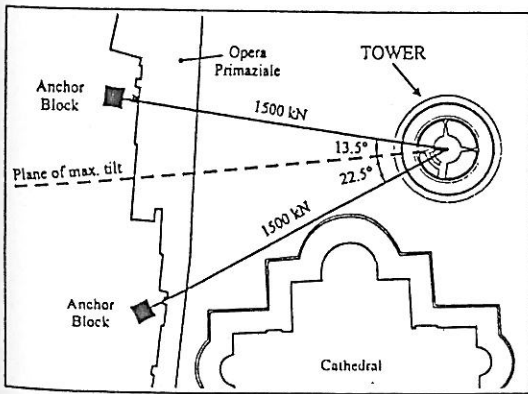 Opera
Primaziale
TOWER
Anchor
Block
1500 kN
13.5°
Plane of max. tilt
22.5°
1500 kN
Anchor
Block
Cathedral